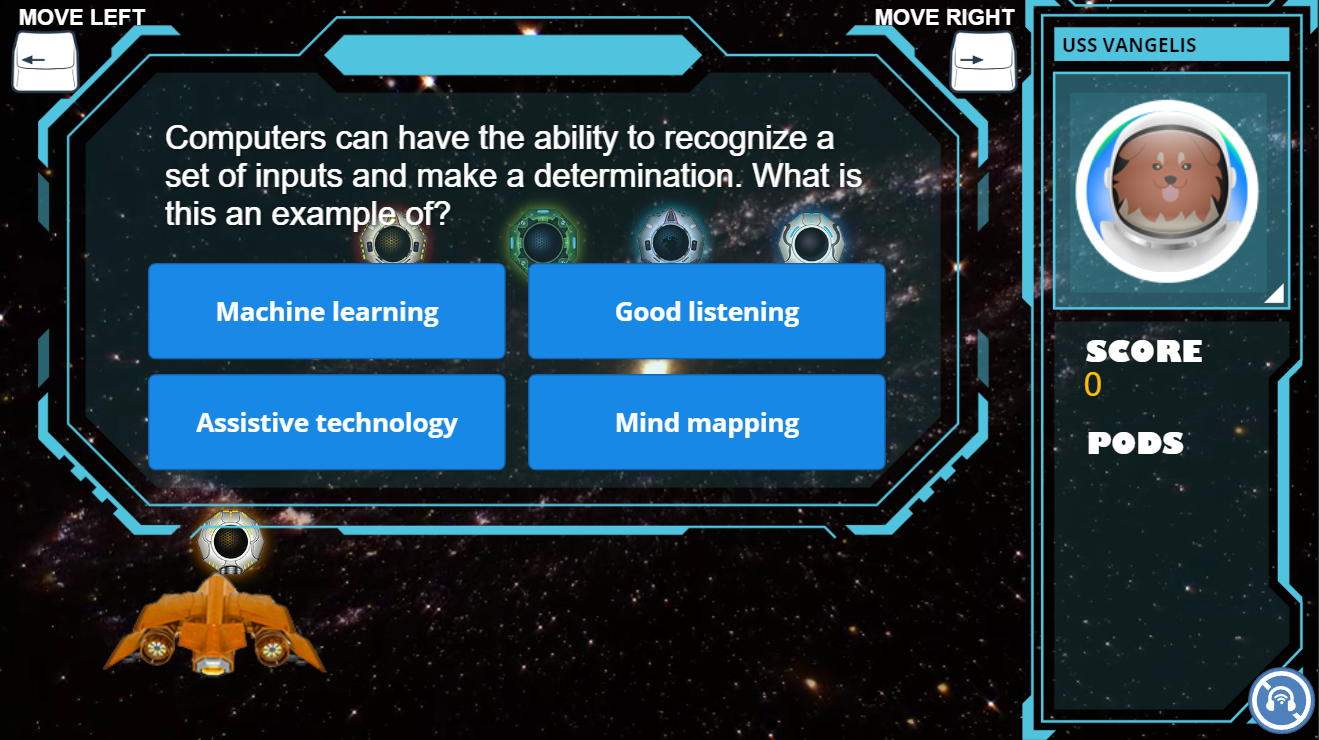 MOVE LEFT
MOVE RIGHT
USS VANGELIS
Computers can have the ability to recognize a
set of inputs and make a determination. What is
this an example of?
Machine learning
Good listening
Assistive technology
Mind mapping
SCORE
0
PODS